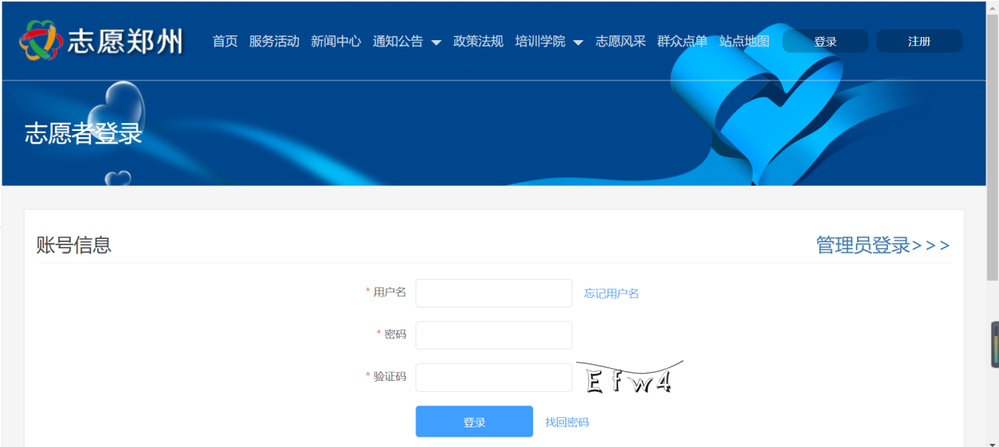 志愿郑州 首页 服务活动 新闻中心 通知公告 政策法规 培训学院 志愿风采 群众点单 站点地图 登录 注册
志愿者登录
账号信息 管理员登录>>>
* 用户名 忘记用户名
* 密码
* 验证码 Efw4
登录 找回密码